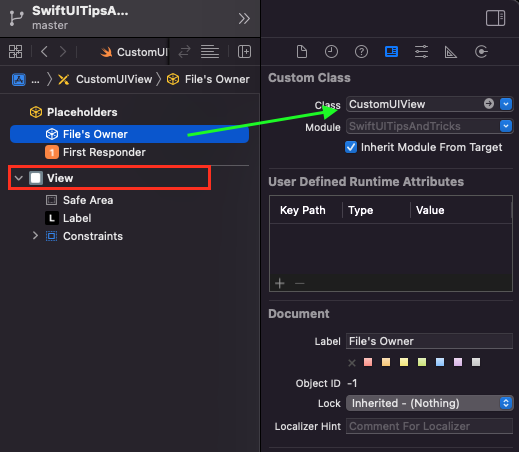 SwiftUITipsA...
master
CustomUI
... CustomUIView File's Owner
Placeholders
File's Owner
1 First Responder
View
Safe Area
L Label
Constraints
Custom Class
Class CustomUIView
Module SwiftUITipsAndTricks
Inherit Module From Target
User Defined Runtime Attributes
Key Path Type Value
+ −
Document
Label File's Owner
Object ID -1
Lock Inherited - (Nothing)
Localizer Hint Comment For Localizer